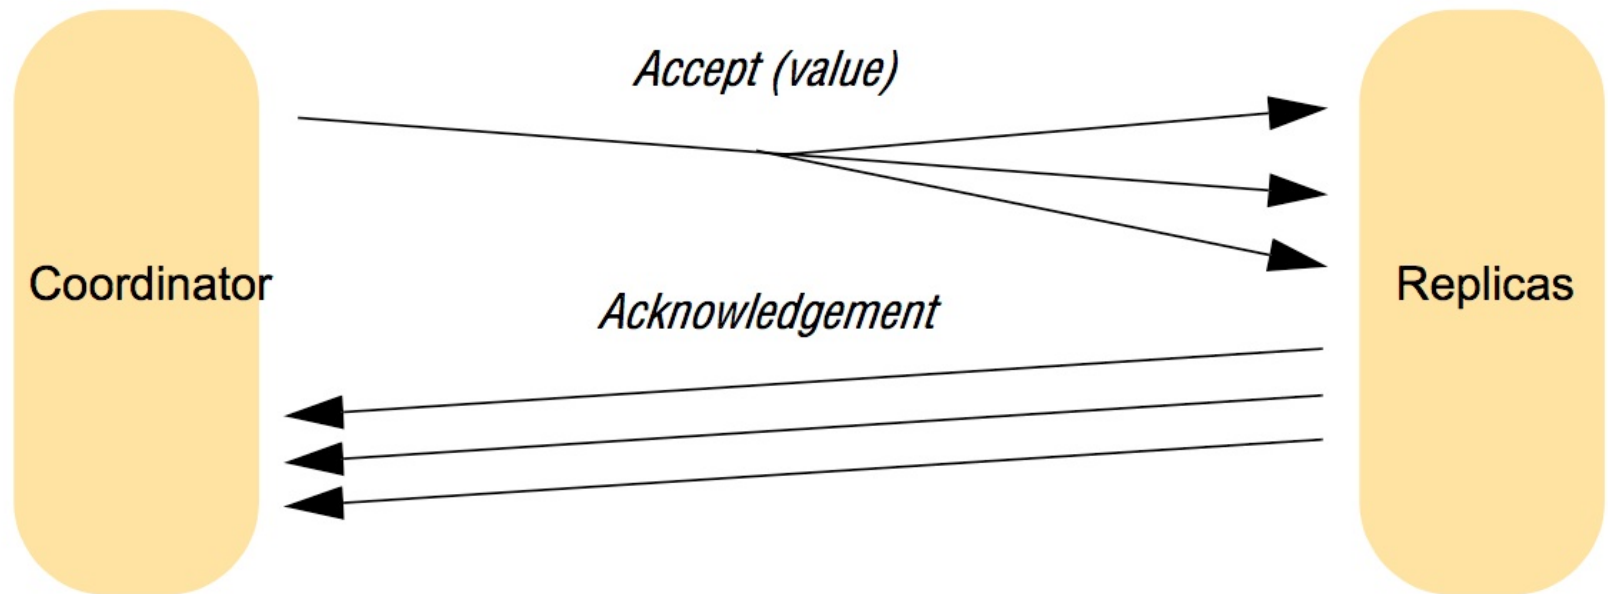 Accept (value)
Coordinator
Replicas
Acknowledgement